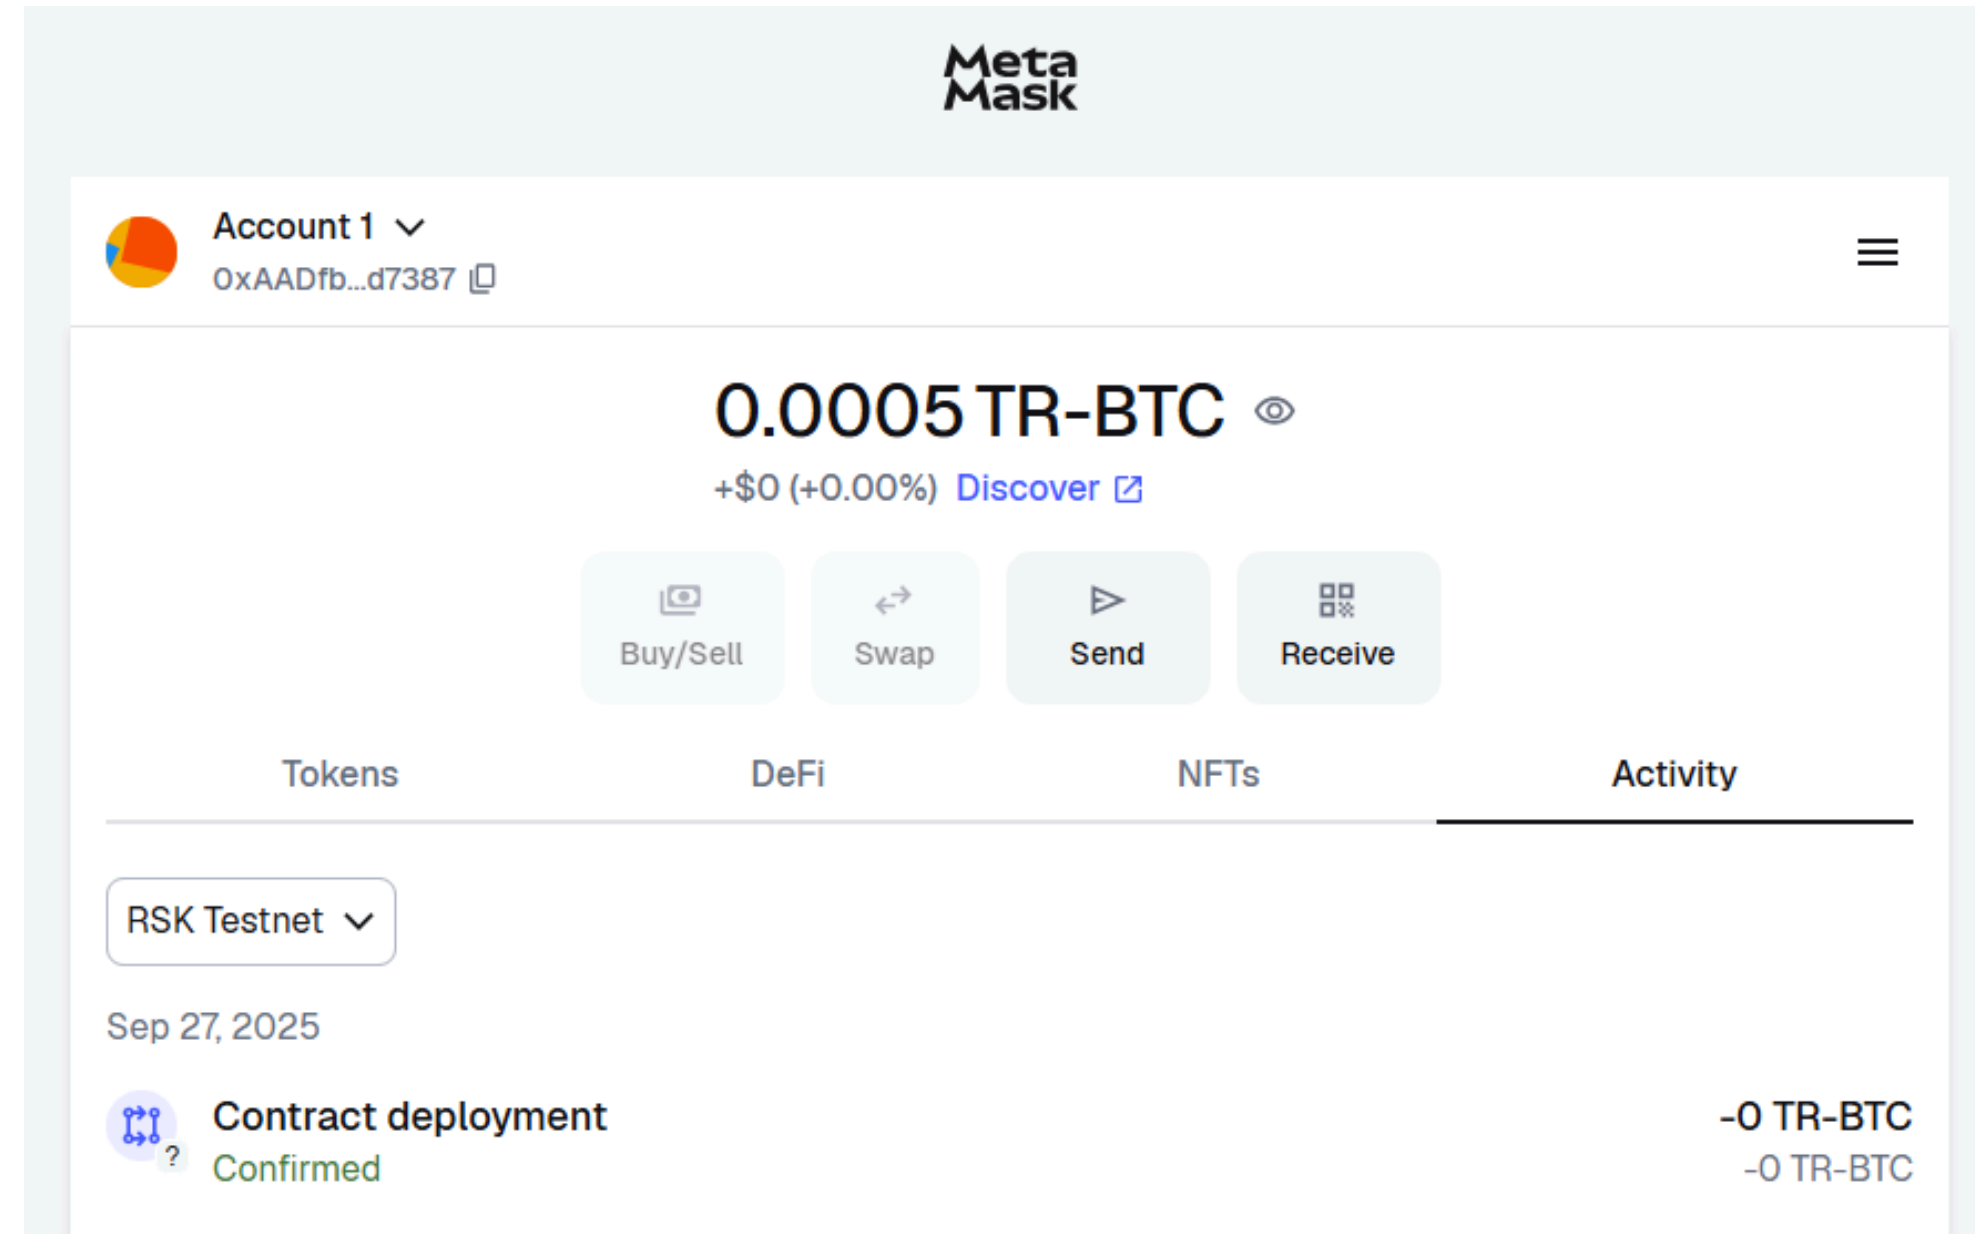 Meta
Mask
Account 1
0xAADfb...d7387
0.0005 TR-BTC
+$0 (+0.00%) Discover
Buy/Sell
Swap
Send
Receive
Tokens
DeFi
NFTs
Activity
RSK Testnet
Sep 27, 2025
Contract deployment
-0 TR-BTC
?
Confirmed
-0 TR-BTC